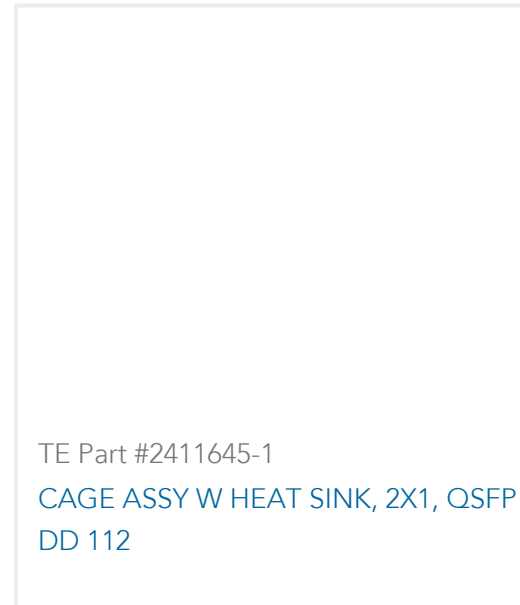 TE Part #2411645-1
CAGE ASSY W HEAT SINK, 2X1, QSFP
DD 112